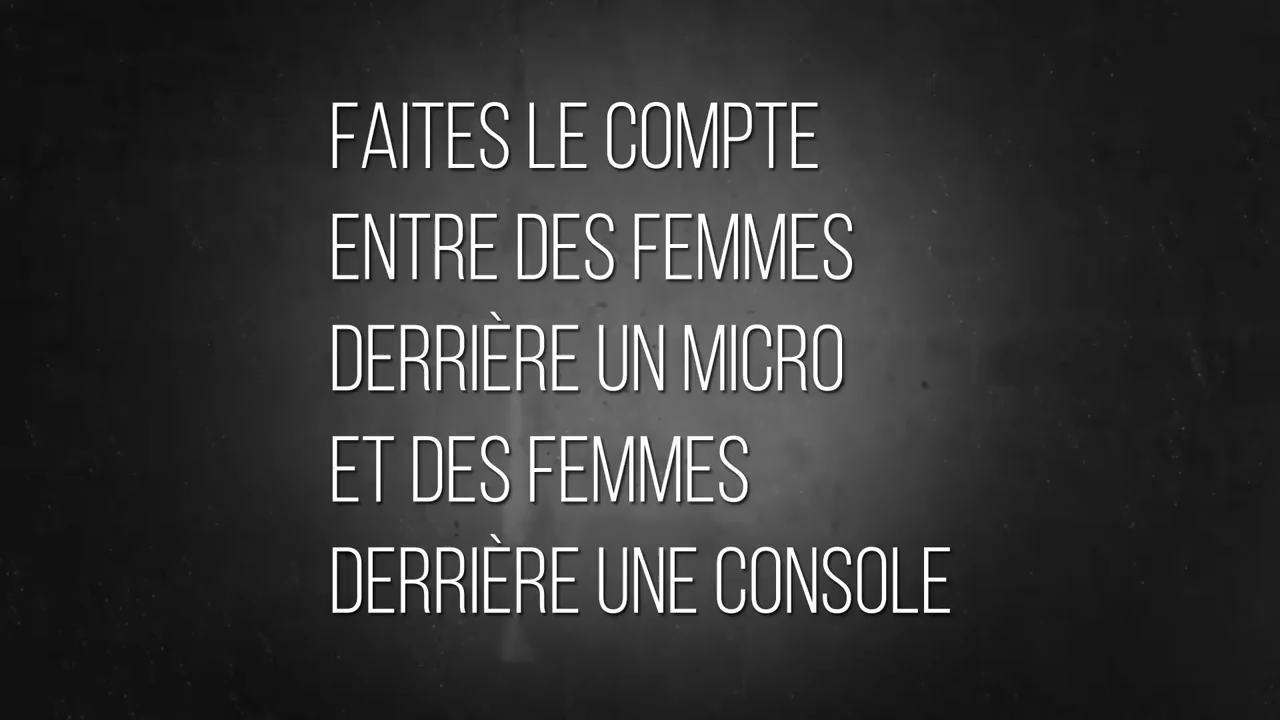 FAITES LE COMPTE
ENTRE DES FEMMES
DERRIÈRE UN MICRO
ET DES FEMMES
DERRIÈRE UNE CONSOLE